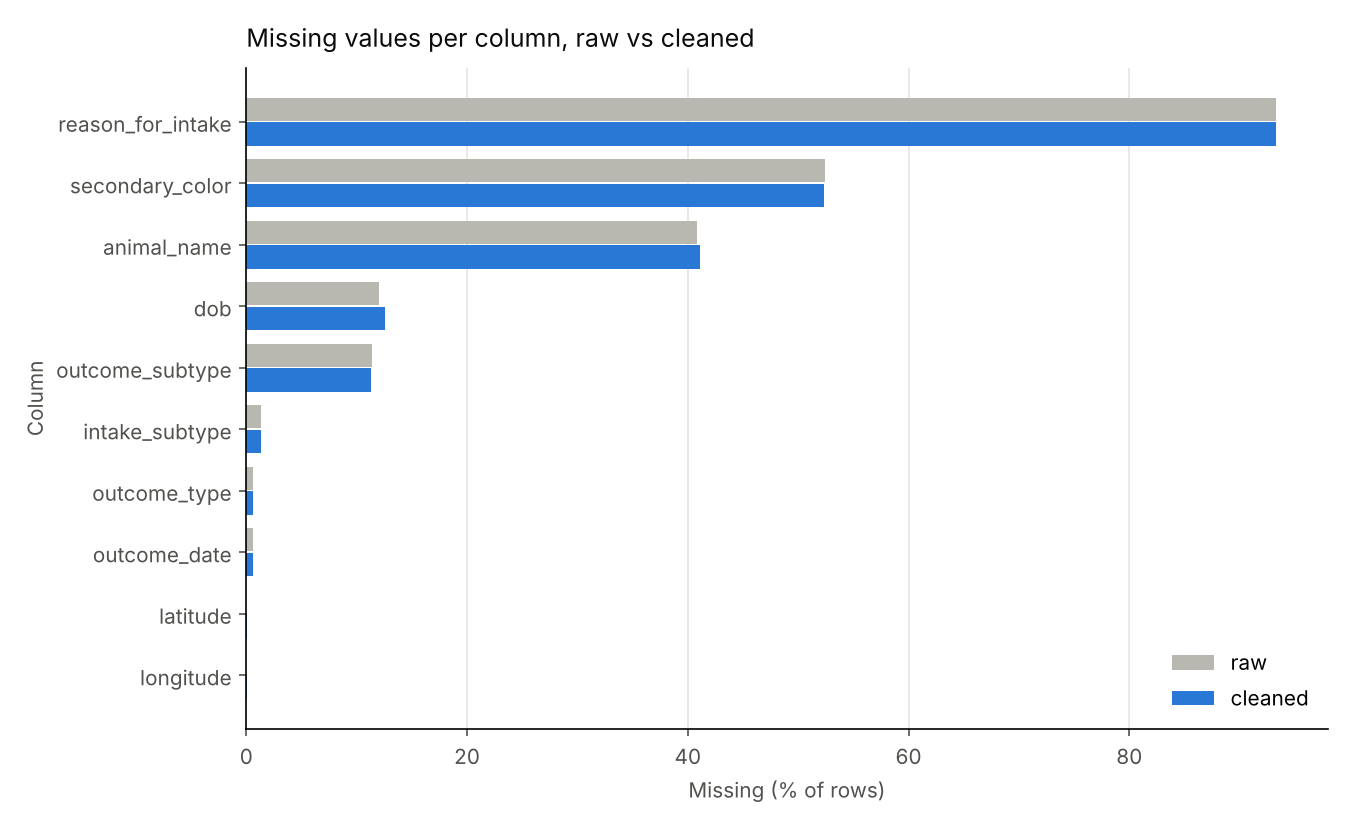 Missing values per column, raw vs cleaned
reason_for_intake
secondary_color
animal_name
dob
outcome_subtype
intake_subtype
outcome_type
outcome_date
latitude
longitude
Column
raw
cleaned
0 20 40 60 80
Missing (% of rows)